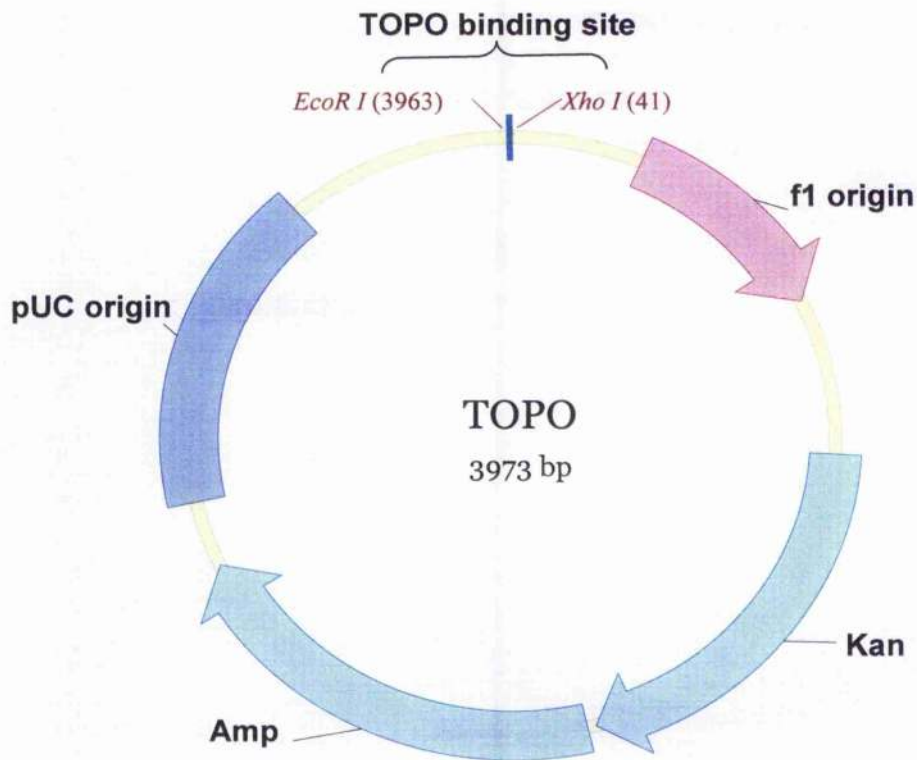 TOPO binding site
EcoR I (3963)
Xho I (41)
f1 origin
pUC origin
TOPO
3973 bp
Kan
Amp